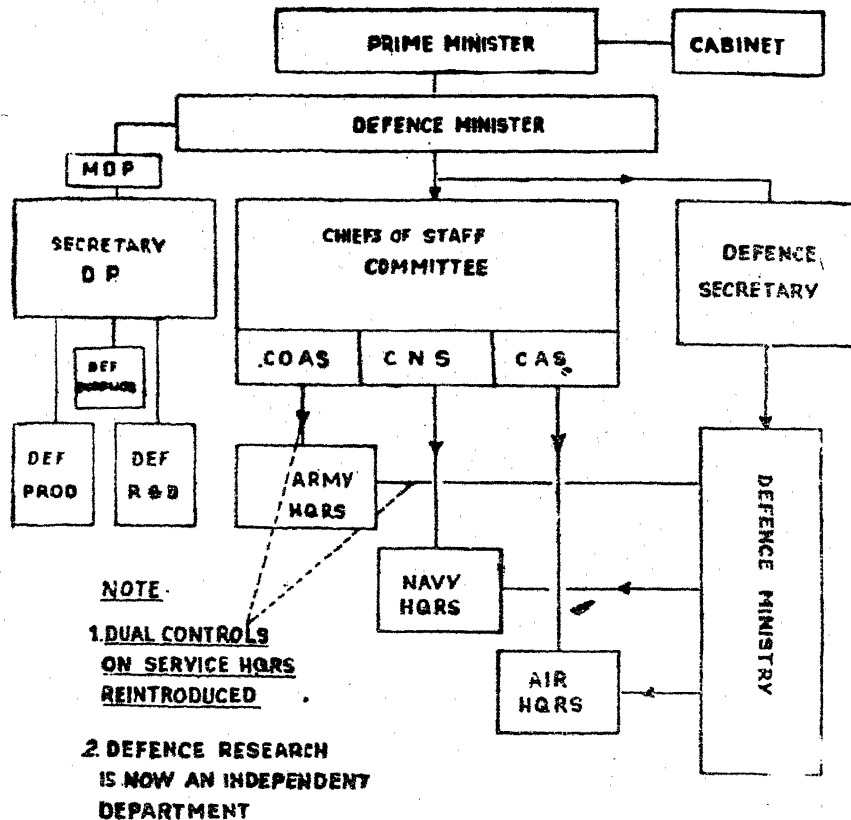 PRIME MINISTER
CABINET
DEFENCE MINISTER
MDP
SECRETARY
D P
CHIEFS OF STAFF
COMMITTEE
DEFENCE
SECRETARY
COAS
CNS
CAS
DEF
DEF
PROD
DEF
R&D
ARMY
HQRS
NAVY
HQRS
AIR
HQRS
DEFENCE MINISTRY
NOTE
1. DUAL CONTROLS
ON SERVICE HQRS
REINTRODUCED.
2. DEFENCE RESEARCH
IS NOW AN INDEPENDENT
DEPARTMENT